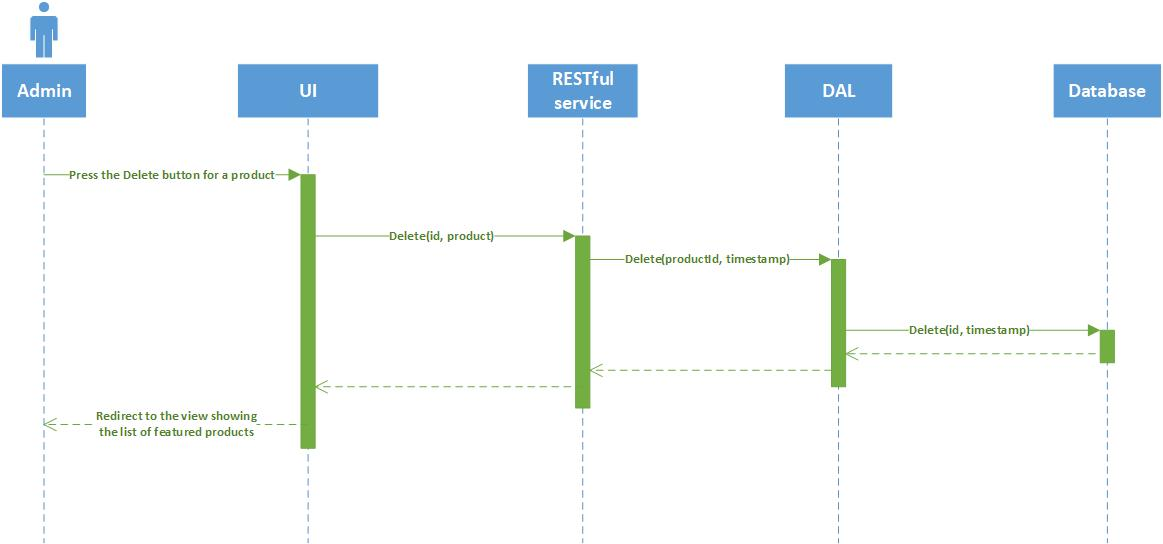 Admin
UI
RESTful
service
DAL
Database
Press the Delete button for a product
Delete(id, product)
Delete(productId, timestamp)
Delete(id, timestamp)
Redirect to the view showing
the list of featured products